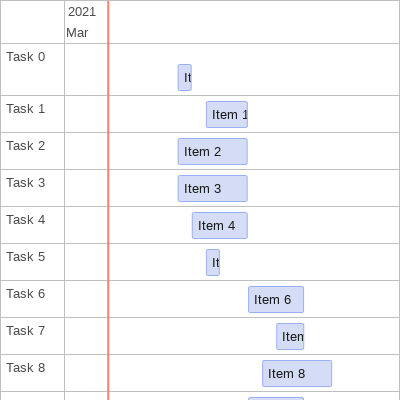 2021
Mar
Task 0
It
Task 1
Item 1
Task 2
Item 2
Task 3
Item 3
Task 4
Item 4
Task 5
It
Task 6
Item 6
Task 7
Item
Task 8
Item 8